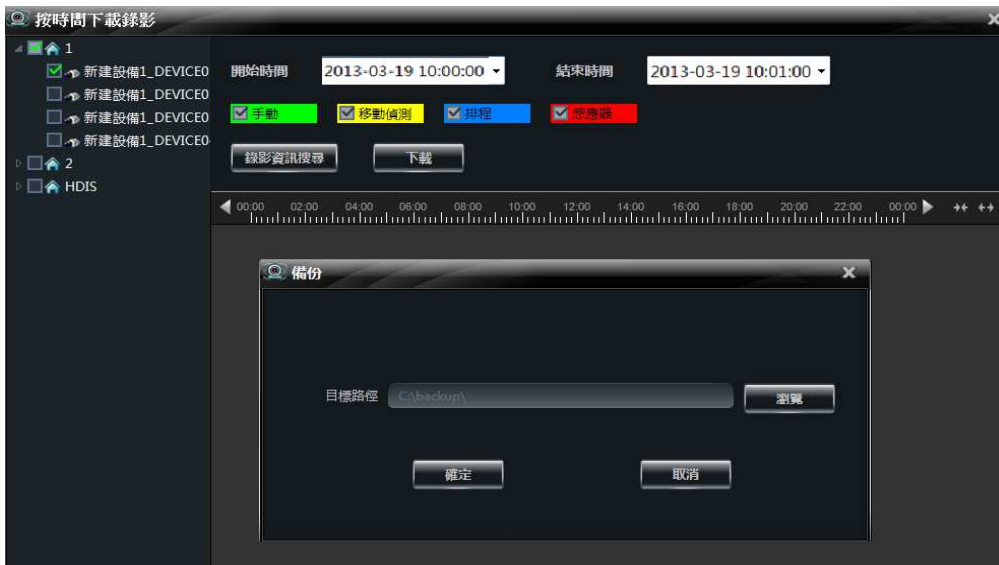 按時間下載錄影
1
新建設備1_DEVICE0
新建設備1_DEVICE0
新建設備1_DEVICE0
新建設備1_DEVICE0
2
HDIS
開始時間 2013-03-19 10:00:00 結束時間 2013-03-19 10:01:00
手動 移動偵測 排程 感應器
錄影資訊搜尋 下載
00:00 02:00 04:00 06:00 08:00 10:00 12:00 14:00 16:00 18:00 20:00 22:00 00:00
備份
目標路徑 C:\backup\ 瀏覽
確定 取消